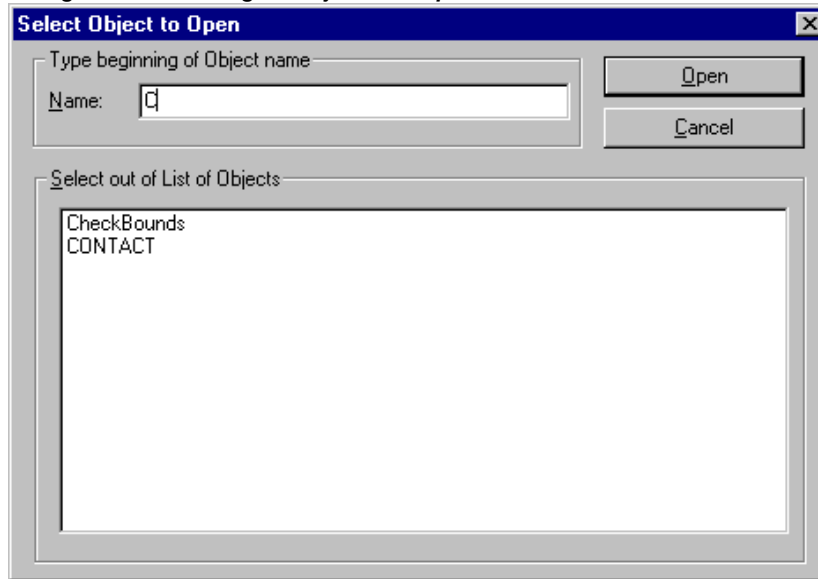 Select Object to Open
Type beginning of Object name
Name: C
Open
Cancel
Select out of List of Objects
CheckBounds
CONTACT